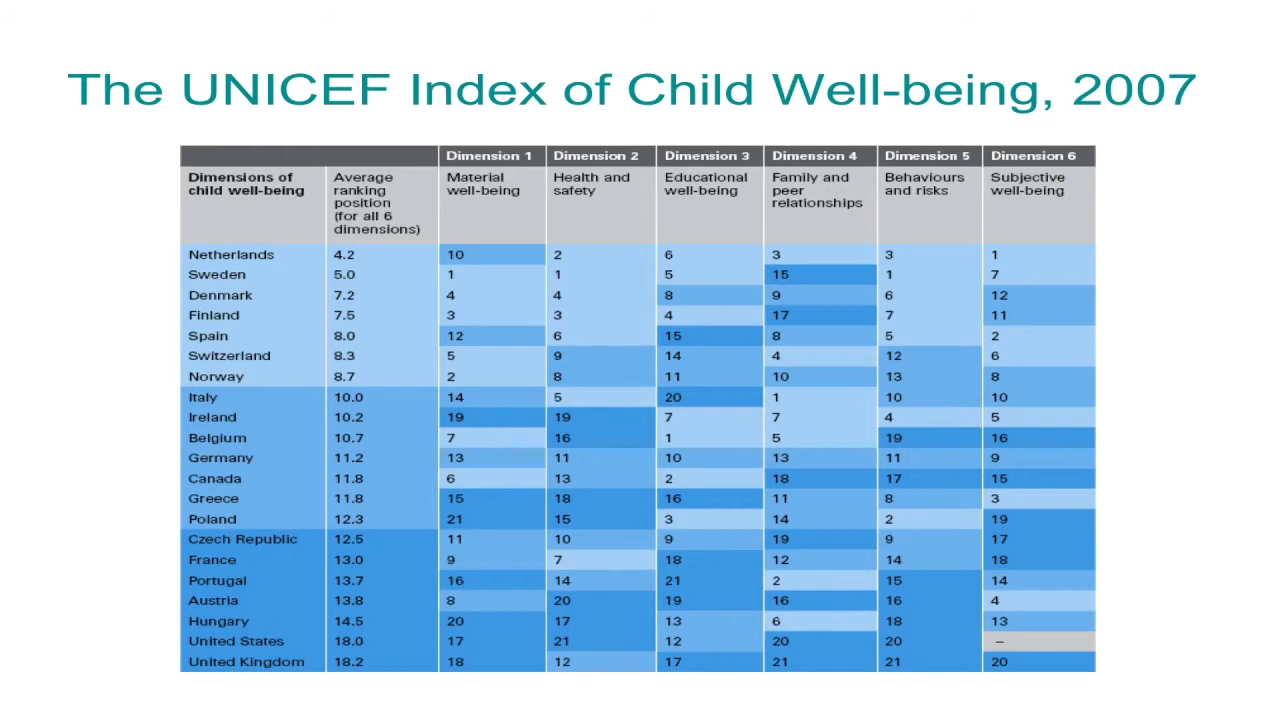 The UNICEF Index of Child Well-being, 2007
Dimension 1 Dimension 2 Dimension 3 Dimension 4 Dimension 5 Dimension 6
Dimensions of Average Material Health and Educational Family and Behaviours Subjective
child well-being ranking well-being safety well-being peer and risks well-being
position relationships
(for all 6
dimensions)
Netherlands 4.2 10 2 6 3 3 1
Sweden 5.0 1 1 5 15 1 7
Denmark 7.2 4 4 8 9 6 12
Finland 7.5 3 3 4 17 7 11
Spain 8.0 12 6 15 8 5 2
Switzerland 8.3 5 9 14 4 12 6
Norway 8.7 2 8 11 10 13 8
Italy 10.0 14 5 20 1 10 10
Ireland 10.2 19 19 7 7 4 5
Belgium 10.7 7 16 1 5 19 16
Germany 11.2 13 11 10 13 11 9
Canada 11.8 6 13 2 18 17 15
Greece 11.8 15 18 16 11 8 3
Poland 12.3 21 15 3 14 2 19
Czech Republic 12.5 11 10 9 19 9 17
France 13.0 9 7 18 12 14 18
Portugal 13.7 16 14 21 2 15 14
Austria 13.8 8 20 19 16 16 4
Hungary 14.5 20 17 13 6 18 13
United States 18.0 17 21 12 20 20 –
United Kingdom 18.2 18 12 17 21 21 20